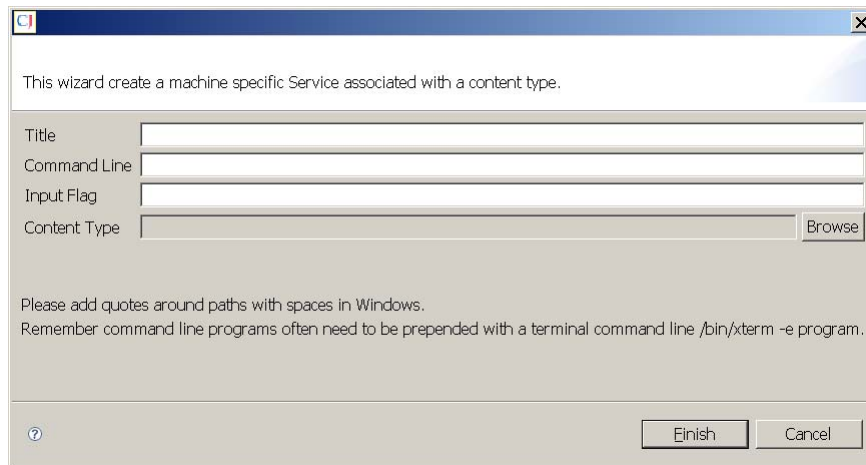 CJ
This wizard create a machine specific Service associated with a content type.
Title
Command Line
Input Flag
Content Type
Browse
Please add quotes around paths with spaces in Windows.
Remember command line programs often need to be prepended with a terminal command line /bin/xterm -e program.
?
Finish
Cancel